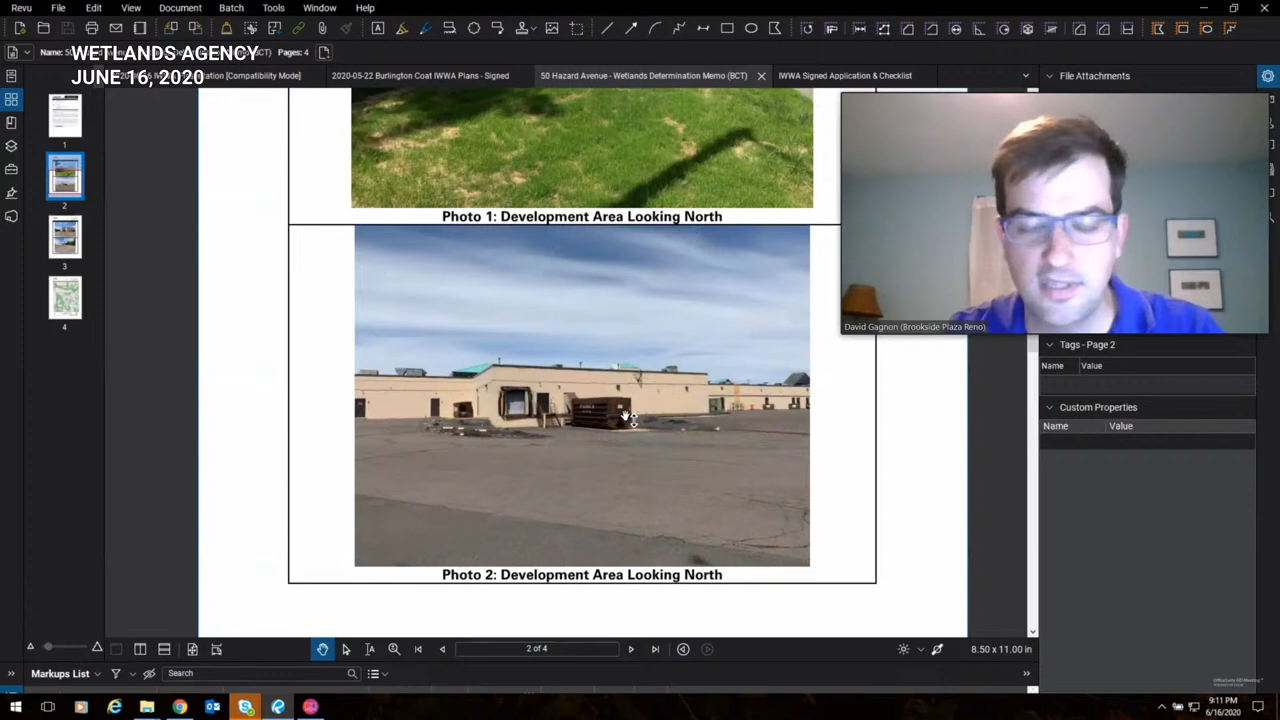 Revu File Edit View Document Batch Tools Window Help
Name: 50 Pages: 4
WETLANDS AGENCY
JUNE 16, 2020
[Compatibility Mode] 2020-05-22 Burlington Coat IWWA Plans - Signed 50 Hazard Avenue - Wetlands Determination Memo (BCT) IWWA Signed Application & Checklist File Attachments
1
2
3
4
Photo 1: Development Area Looking North
Photo 2: Development Area Looking North
David Gagnon (Brookside Plaza Reno)
Tags - Page 2
Name Value
Custom Properties
Name Value
2 of 4 8.50 x 11.00 in
Markups List Search
9:11 PM
6/16/2020